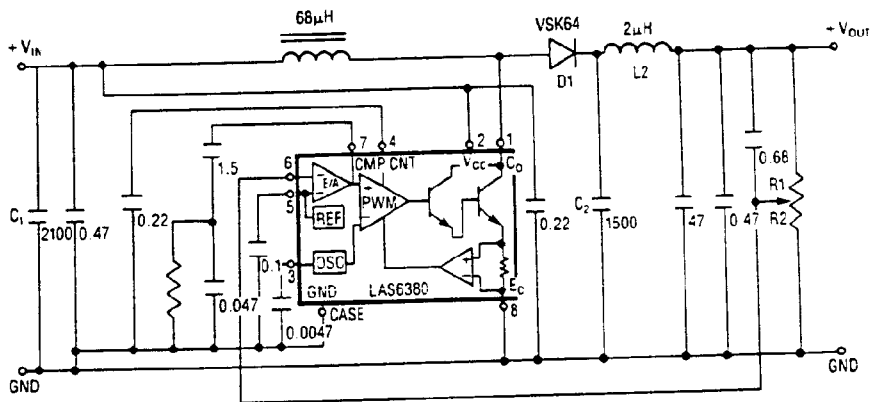 68μH
VSK64
2μH
+ VIN
+ VOUT
D1
L2
7
4
2
1
6
CMP CNT
VCC
CO
1.5
E/A
0.68
5
PWM
R1
C1
REF
C2
2100
0.47
0.22
0.22
1500
47
0.47
R2
0.1
3
OSC
EO
0.047
GND
LAS6380
8
0.0047
CASE
GND
GND